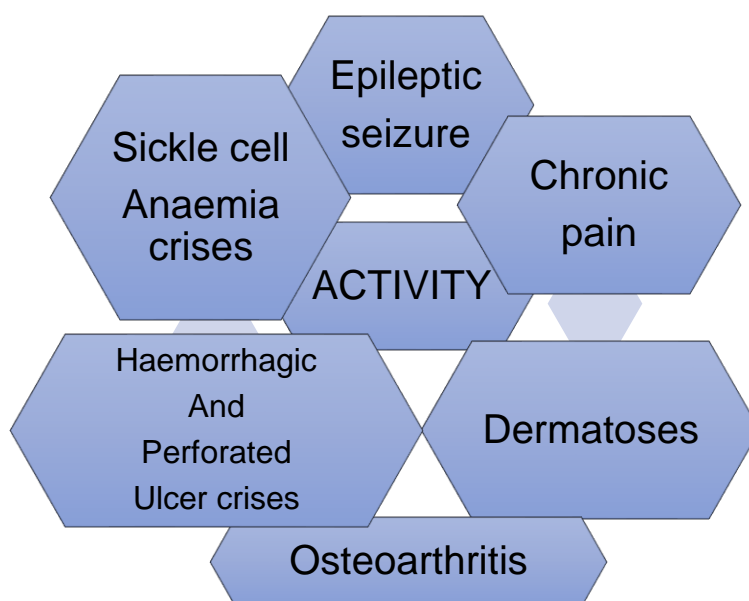 Epileptic
seizure
Sickle cell
Anaemia
crises
Chronic
pain
ACTIVITY
Haemorrhagic
And
Perforated
Ulcer crises
Dermatoses
Osteoarthritis